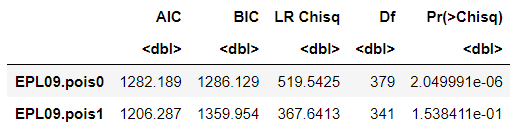 AIC BIC LR Chisq Df Pr(>Chisq)
<dbl> <dbl> <dbl> <dbl> <dbl>
EPL09.pois0 1282.189 1286.129 519.5425 379 2.049991e-06
EPL09.pois1 1206.287 1359.954 367.6413 341 1.538411e-01